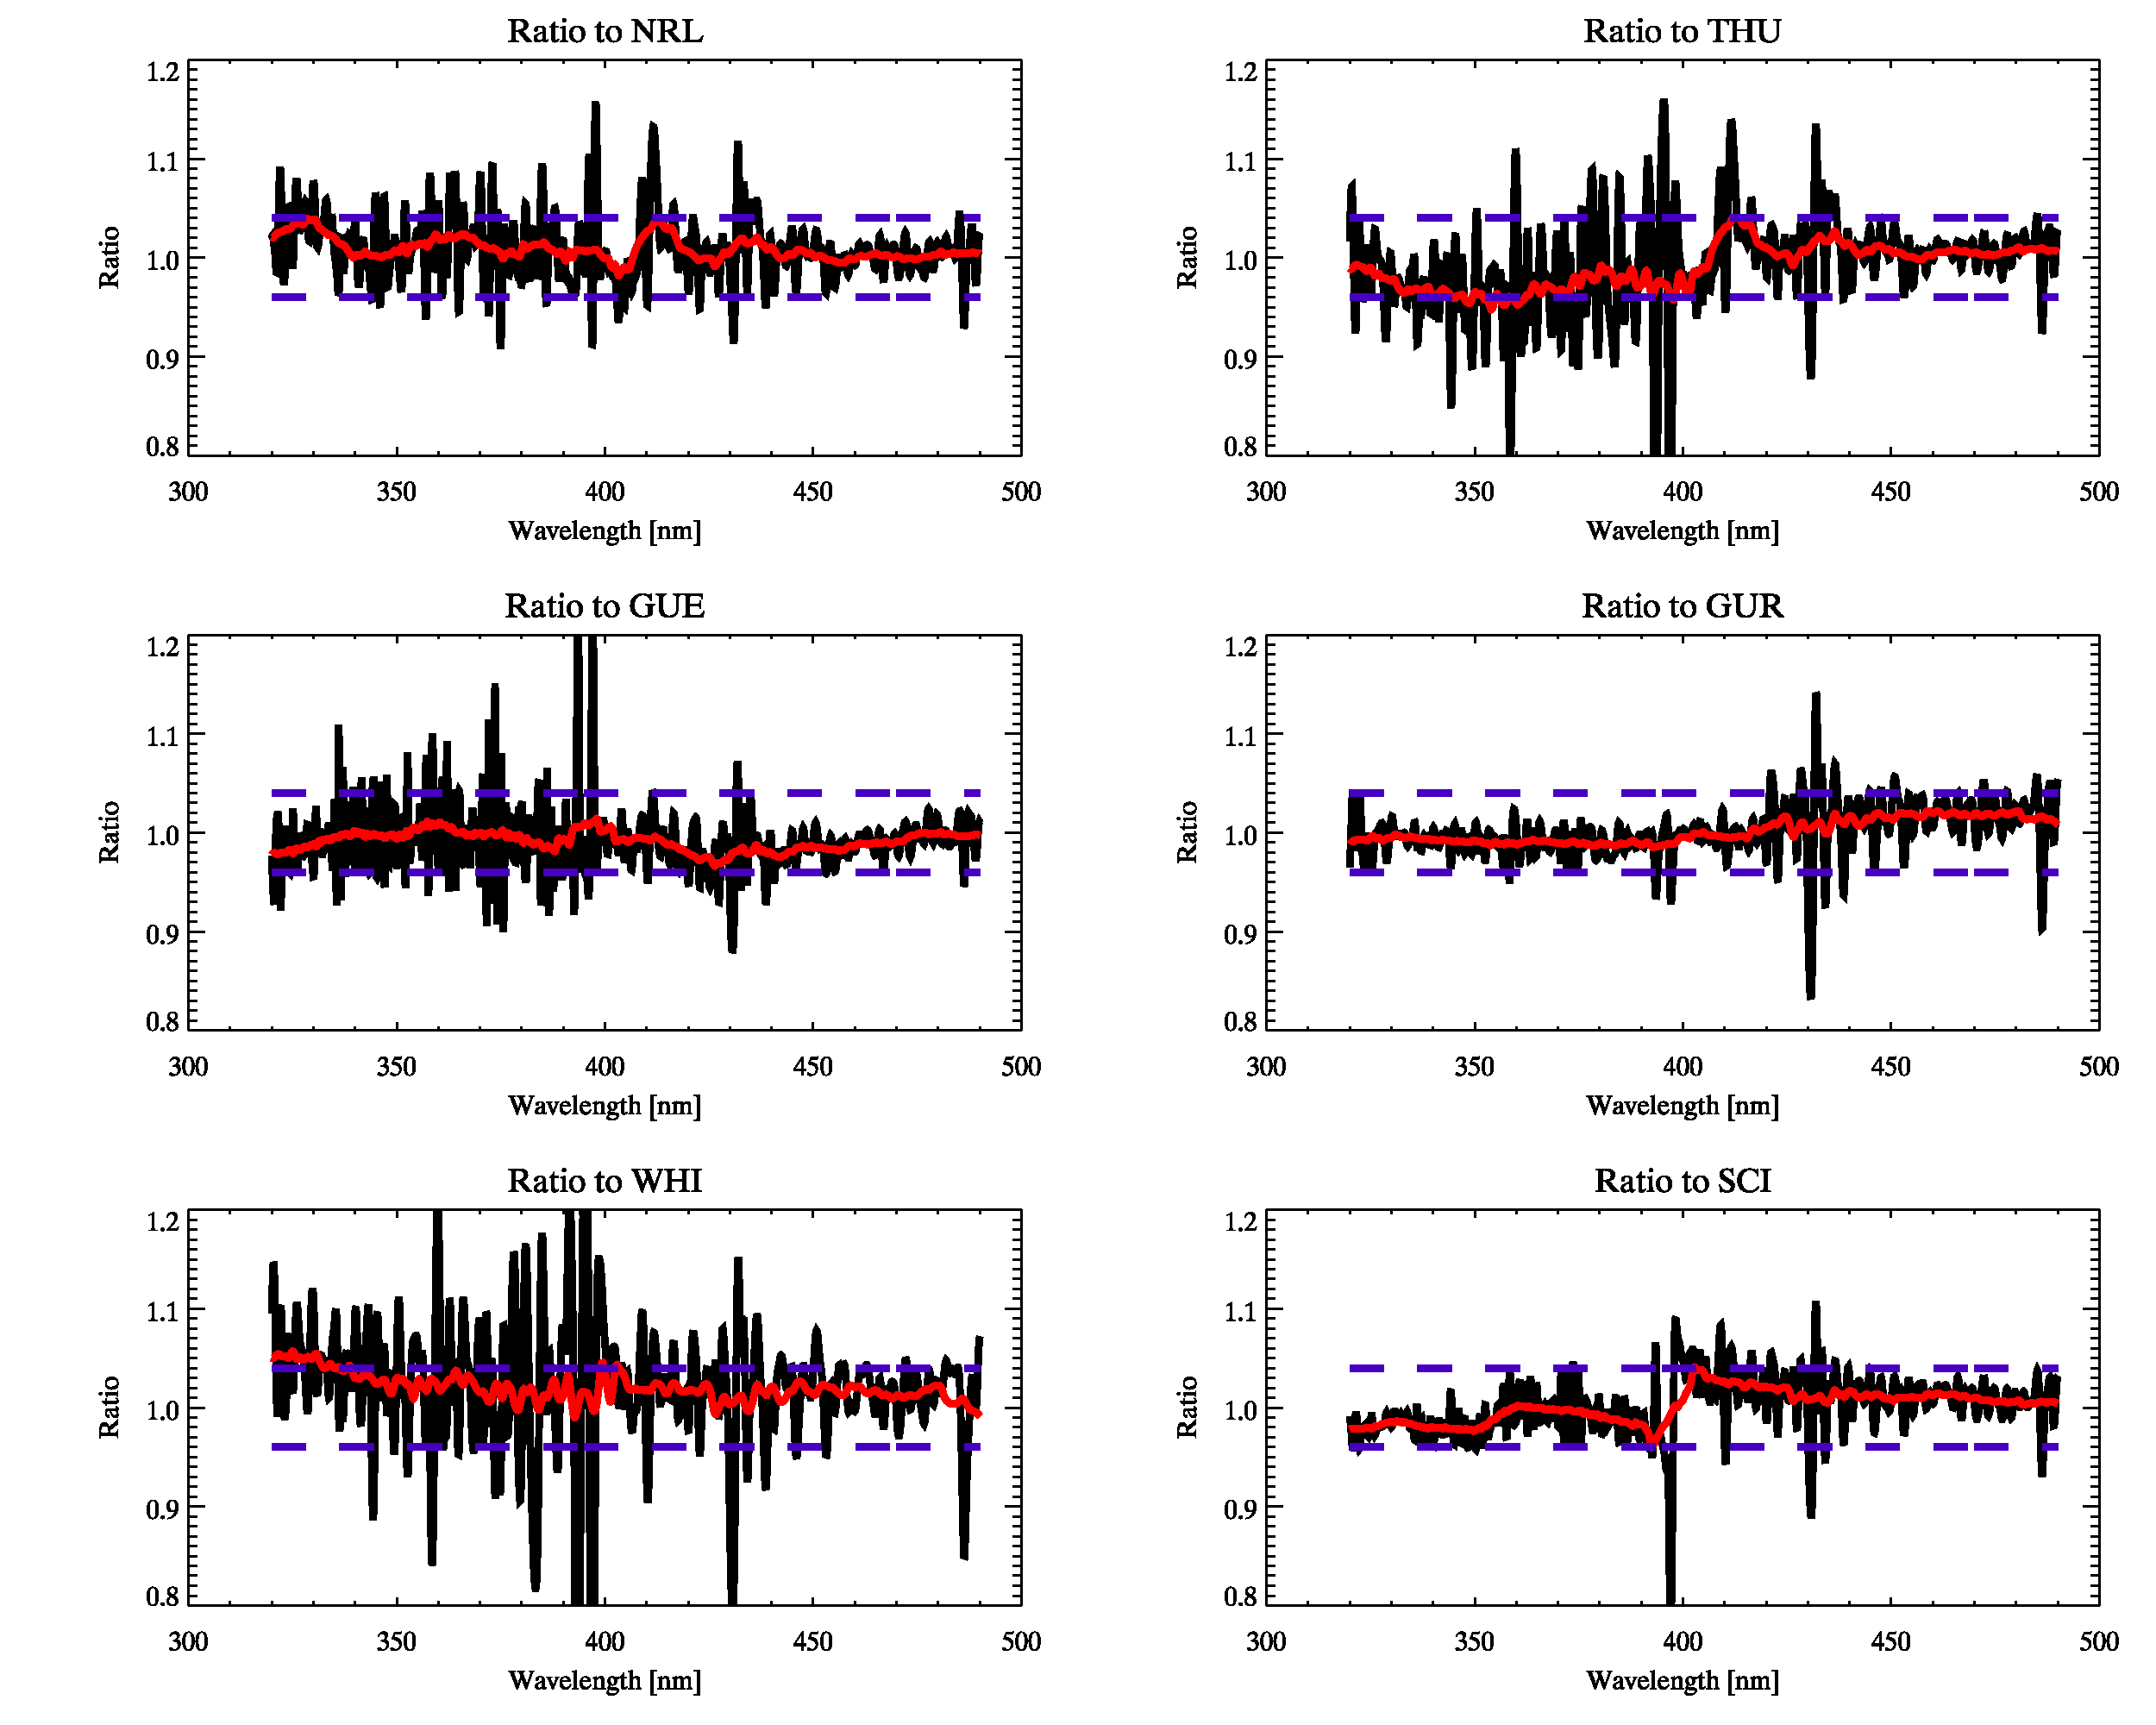 Ratio to NRL
1.2
1.1
1.0
0.9
0.8
Ratio
300 350 400 450 500
Wavelength [nm]
Ratio to THU
1.2
1.1
1.0
0.9
0.8
Ratio
300 350 400 450 500
Wavelength [nm]
Ratio to GUE
1.2
1.1
1.0
0.9
0.8
Ratio
300 350 400 450 500
Wavelength [nm]
Ratio to GUR
1.2
1.1
1.0
0.9
0.8
Ratio
300 350 400 450 500
Wavelength [nm]
Ratio to WHI
1.2
1.1
1.0
0.9
0.8
Ratio
300 350 400 450 500
Wavelength [nm]
Ratio to SCI
1.2
1.1
1.0
0.9
0.8
Ratio
300 350 400 450 500
Wavelength [nm]